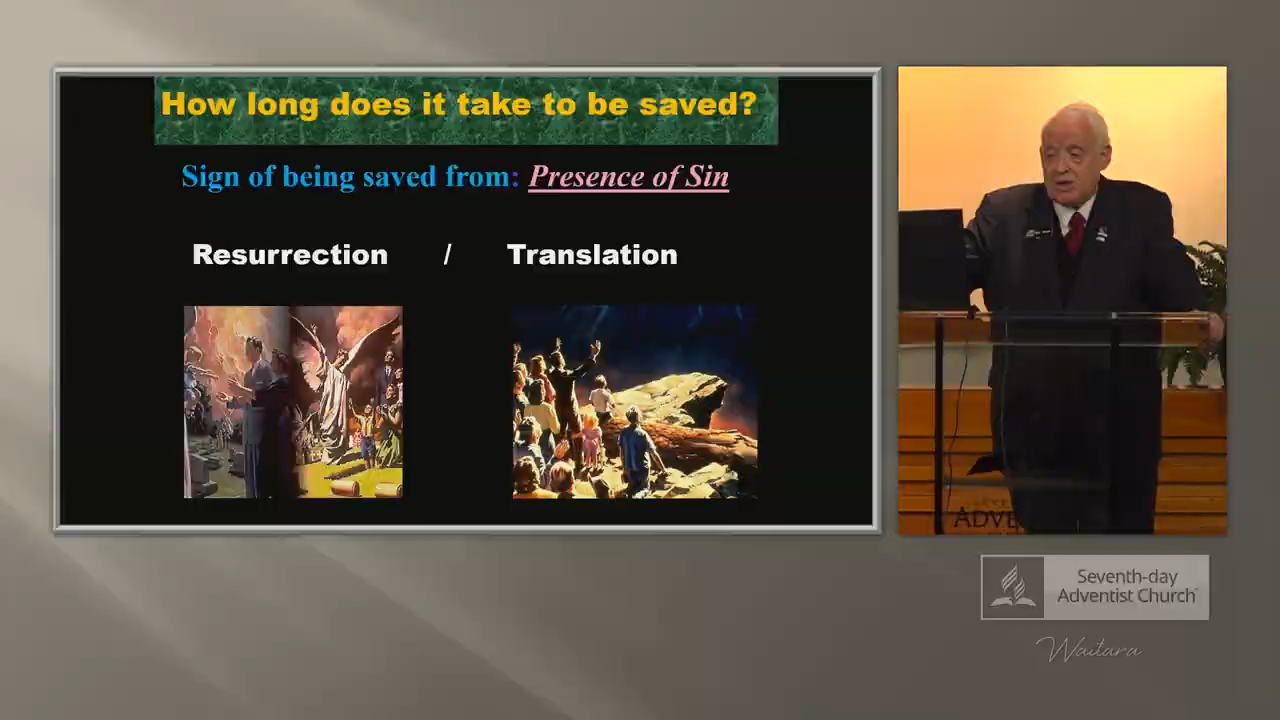 How long does it take to be saved?
Sign of being saved from: Presence of Sin
Resurrection / Translation
ADVE
Seventh-day
Adventist Church
Waitara